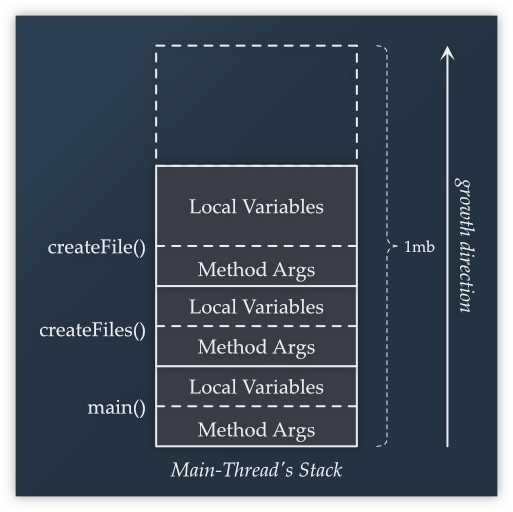 Local Variables
createFile()
Method Args
Local Variables
createFiles()
Method Args
Local Variables
main()
Method Args
1mb
growth direction
Main-Thread's Stack